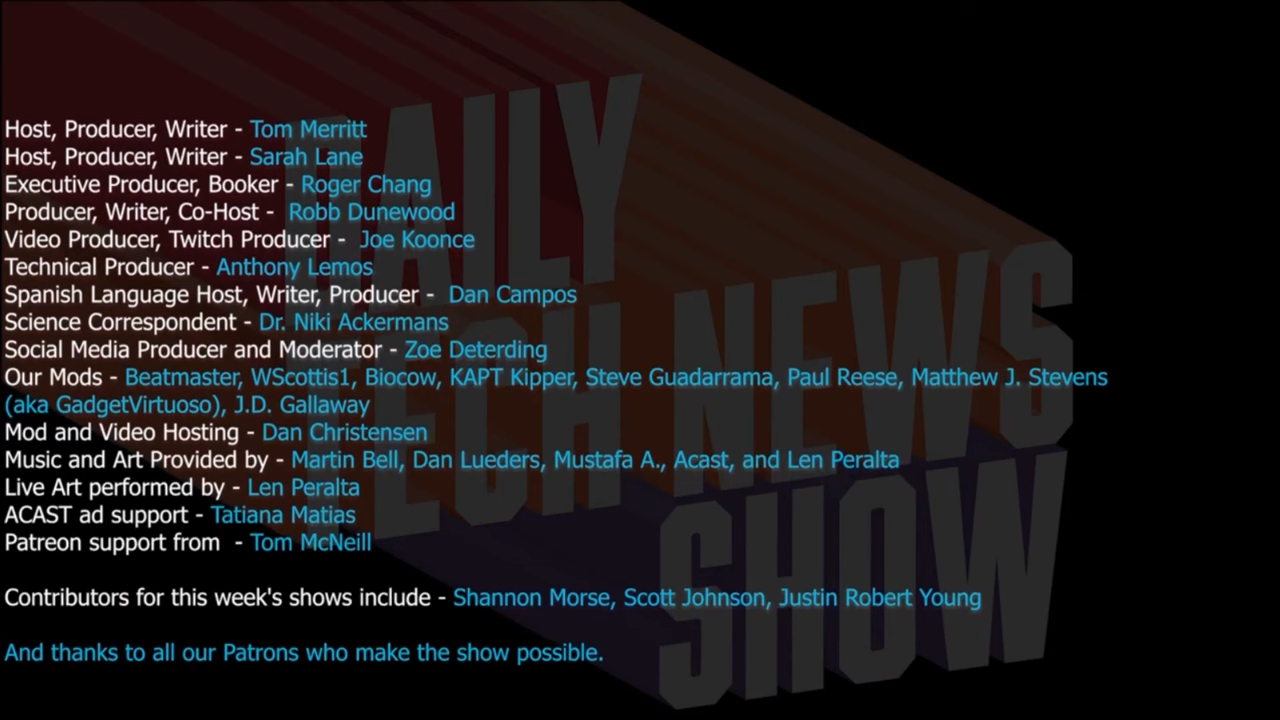 DAILY
TECH NEWS
SHOW
Host, Producer, Writer - Tom Merritt
Host, Producer, Writer - Sarah Lane
Executive Producer, Booker - Roger Chang
Producer, Writer, Co-Host -  Robb Dunewood
Video Producer, Twitch Producer -  Joe Koonce
Technical Producer - Anthony Lemos
Spanish Language Host, Writer, Producer -  Dan Campos
Science Correspondent - Dr. Niki Ackermans
Social Media Producer and Moderator - Zoe Deterding
Our Mods - Beatmaster, WScottis1, Biocow, KAPT Kipper, Steve Guadarrama, Paul Reese, Matthew J. Stevens
(aka GadgetVirtuoso), J.D. Gallaway
Mod and Video Hosting - Dan Christensen
Music and Art Provided by - Martin Bell, Dan Lueders, Mustafa A., Acast, and Len Peralta
Live Art performed by - Len Peralta
ACAST ad support - Tatiana Matias
Patreon support from  - Tom McNeill
Contributors for this week's shows include - Shannon Morse, Scott Johnson, Justin Robert Young
And thanks to all our Patrons who make the show possible.